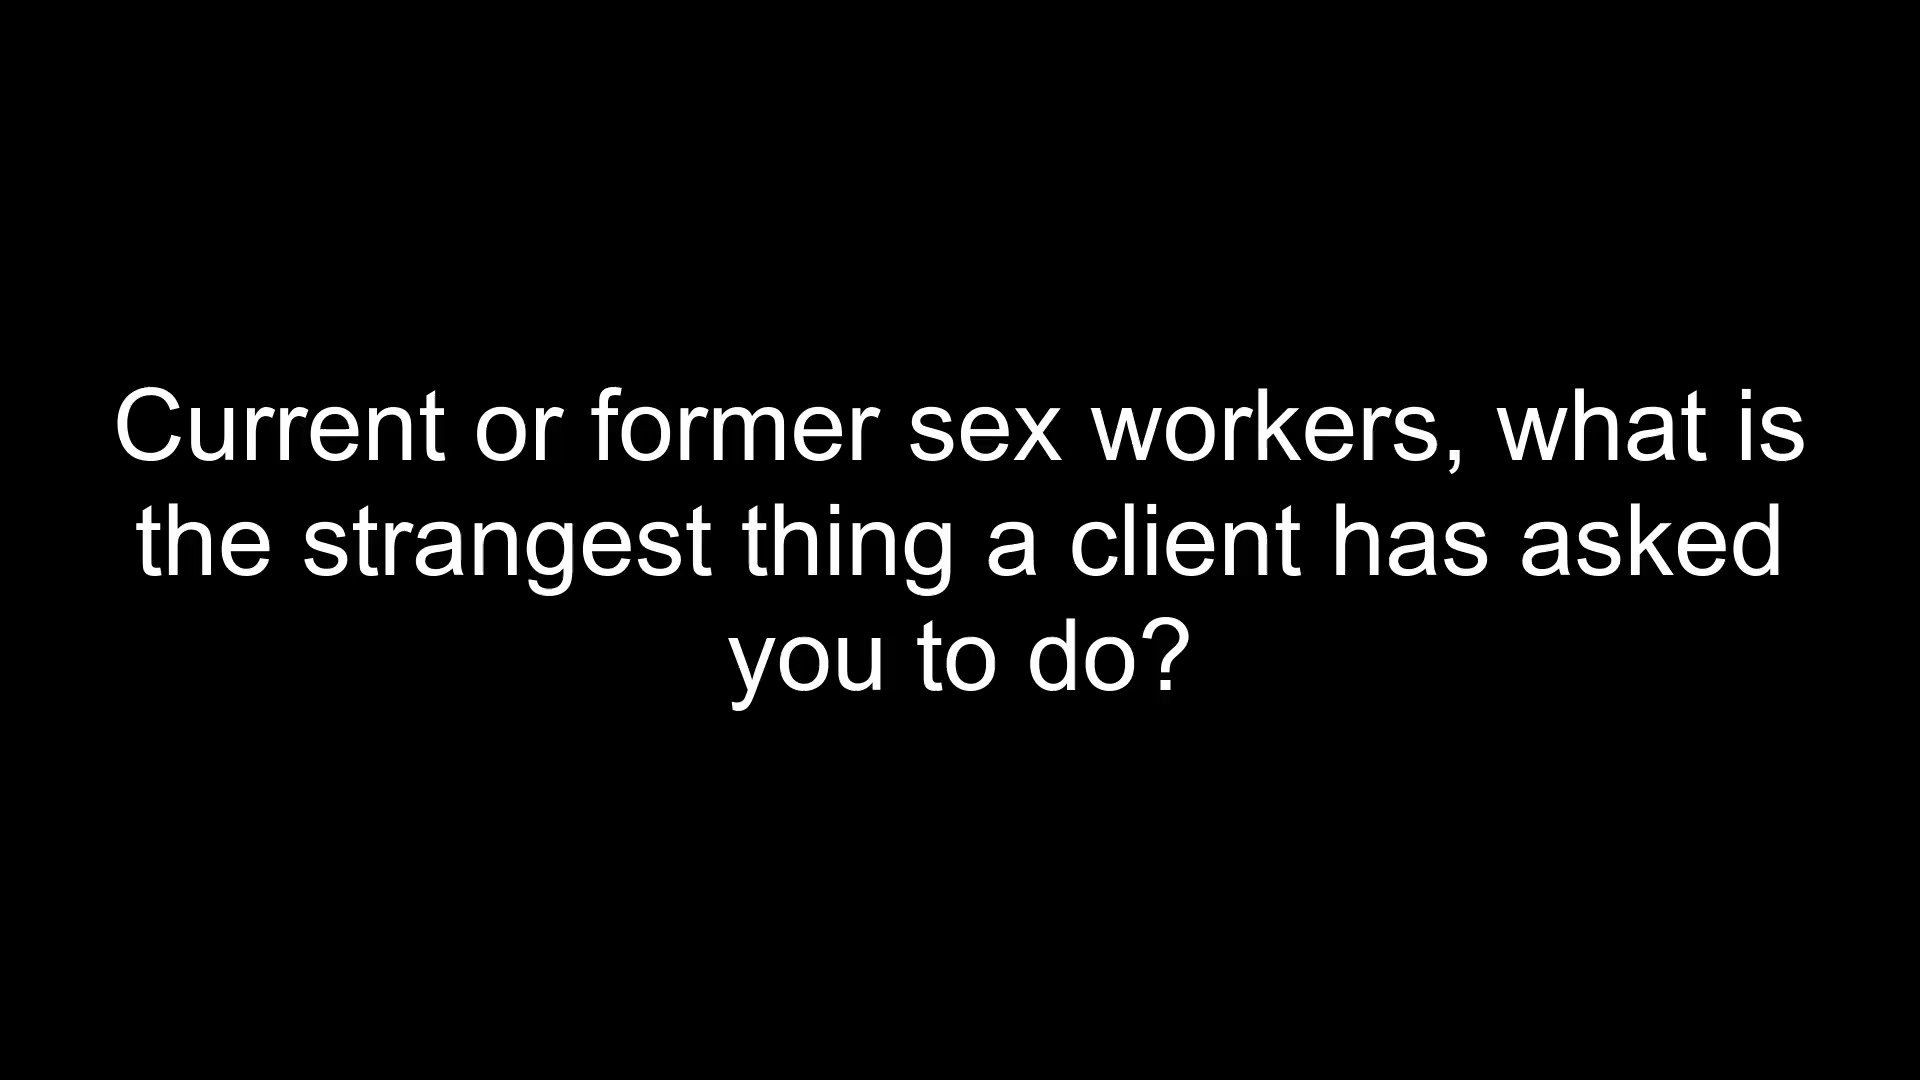 Current or former sex workers, what is
the strangest thing a client has asked
you to do?